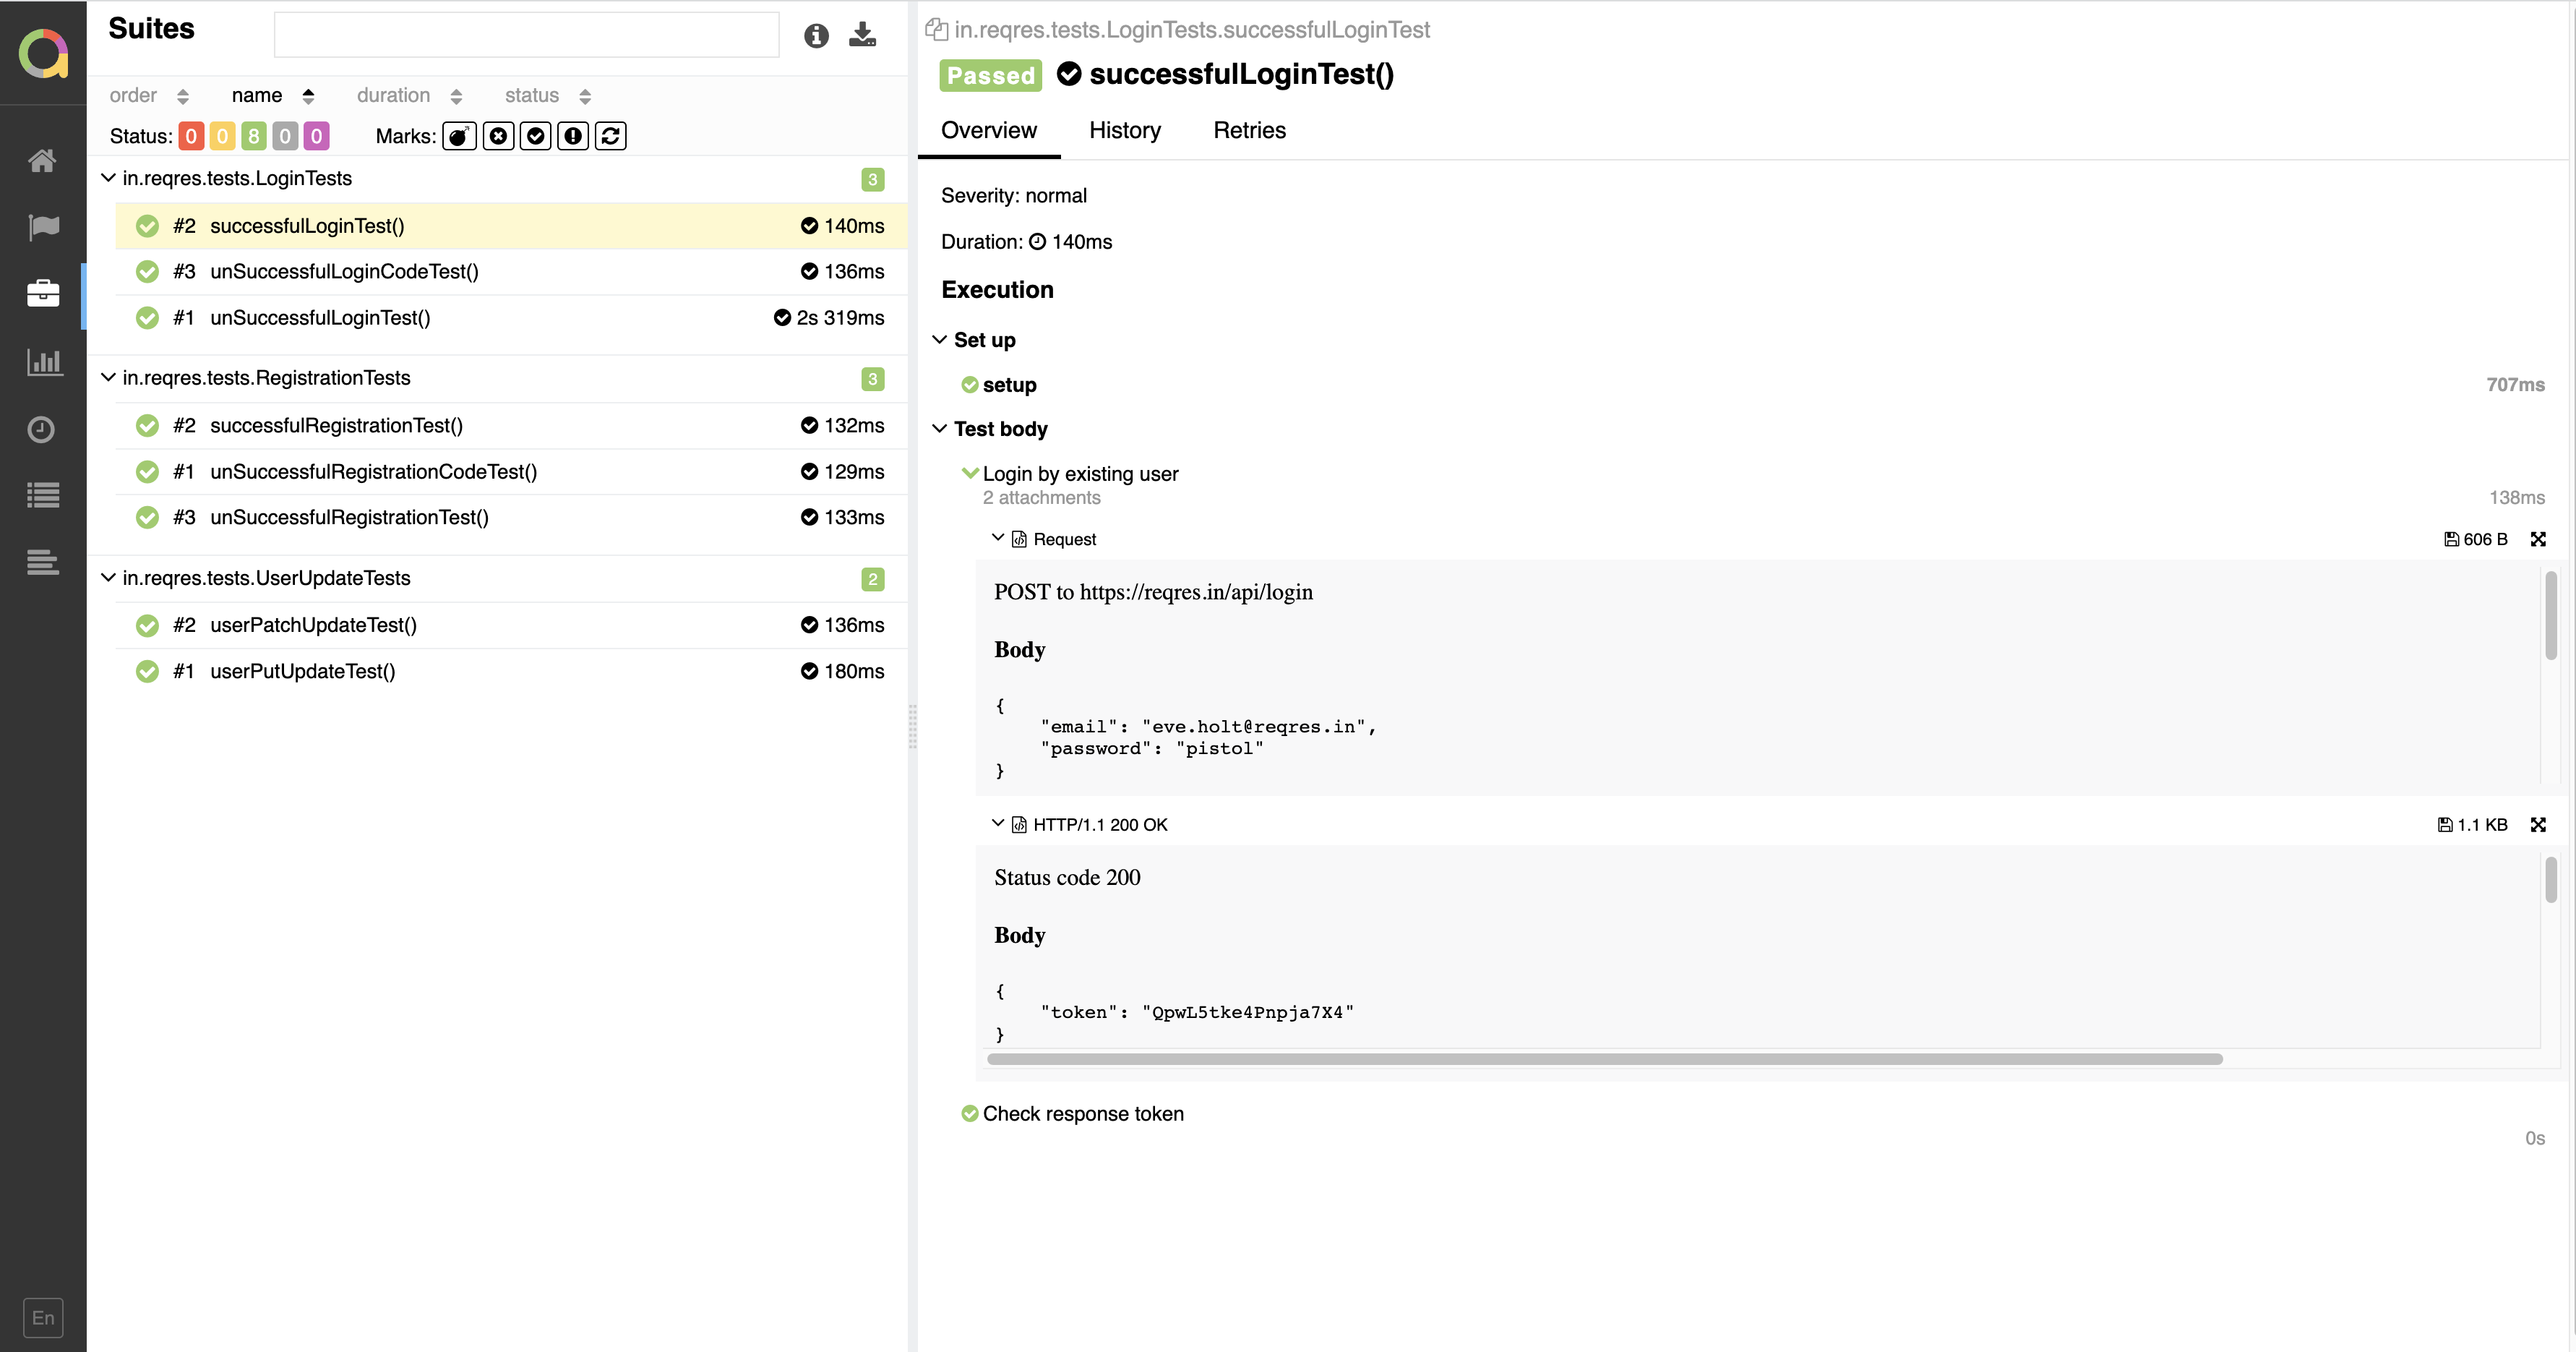 Suites
order name duration status
Status: 0 0 8 0 0 Marks:
in.reqres.tests.LoginTests 3
#2 successfulLoginTest() 140ms
#3 unSuccessfulLoginCodeTest() 136ms
#1 unSuccessfulLoginTest() 2s 319ms
in.reqres.tests.RegistrationTests 3
#2 successfulRegistrationTest() 132ms
#1 unSuccessfulRegistrationCodeTest() 129ms
#3 unSuccessfulRegistrationTest() 133ms
in.reqres.tests.UserUpdateTests 2
#2 userPatchUpdateTest() 136ms
#1 userPutUpdateTest() 180ms
En
in.reqres.tests.LoginTests.successfulLoginTest
Passed successfulLoginTest()
Overview History Retries
Severity: normal
Duration: 140ms
Execution
Set up
setup 707ms
Test body
Login by existing user
2 attachments 138ms
Request 606 B
POST to https://reqres.in/api/login
Body
{
"email": "eve.holt@reqres.in",
"password": "pistol"
}
HTTP/1.1 200 OK 1.1 KB
Status code 200
Body
{
"token": "QpwL5tke4Pnpja7X4"
}
Check response token
0s